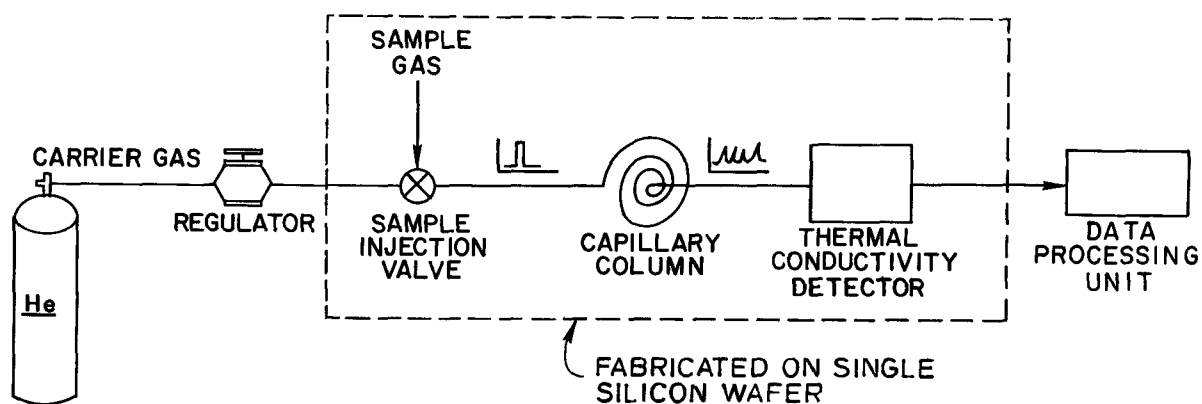 SAMPLE
GAS
CARRIER GAS
REGULATOR
He
SAMPLE
INJECTION
VALVE
CAPILLARY
COLUMN
THERMAL
CONDUCTIVITY
DETECTOR
DATA
PROCESSING
UNIT
FABRICATED ON SINGLE
SILICON WAFER